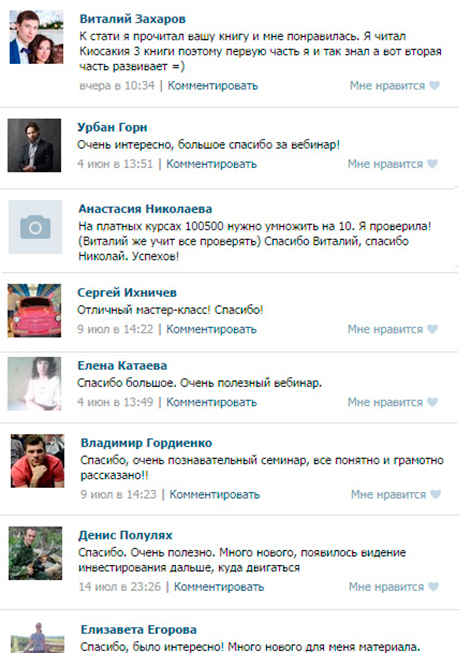 Виталий Захаров
К стати я прочитал вашу книгу и мне понравилась. Я читал
Киосакия 3 книги поэтому первую часть я и так знал а вот вторая
часть развивает =)
вчера в 10:34 | Комментировать Мне нравится
Урбан Горн
Очень интересно, большое спасибо за вебинар!
4 июн в 13:51 | Комментировать Мне нравится
Анастасия Николаева
На платных курсах 100500 нужно умножить на 10. Я проверила!
(Виталий же учит все проверять) Спасибо Виталий, спасибо
Николай. Успехов!
Сергей Ихничев
Отличный мастер-класс! Спасибо!
9 июл в 14:22 | Комментировать Мне нравится
Елена Катаева
Спасибо большое. Очень полезный вебинар.
4 июн в 13:49 | Комментировать Мне нравится
Владимир Гордиенко
Спасибо, очень познавательный семинар, все понятно и грамотно
рассказано!!
9 июл в 14:23 | Комментировать Мне нравится
Денис Полулях
Спасибо. Очень полезно. Много нового, появилось видение
инвестирования дальше, куда двигаться
14 июл в 23:26 | Комментировать Мне нравится
Елизавета Егорова
Спасибо, было интересно! Много нового для меня материала.